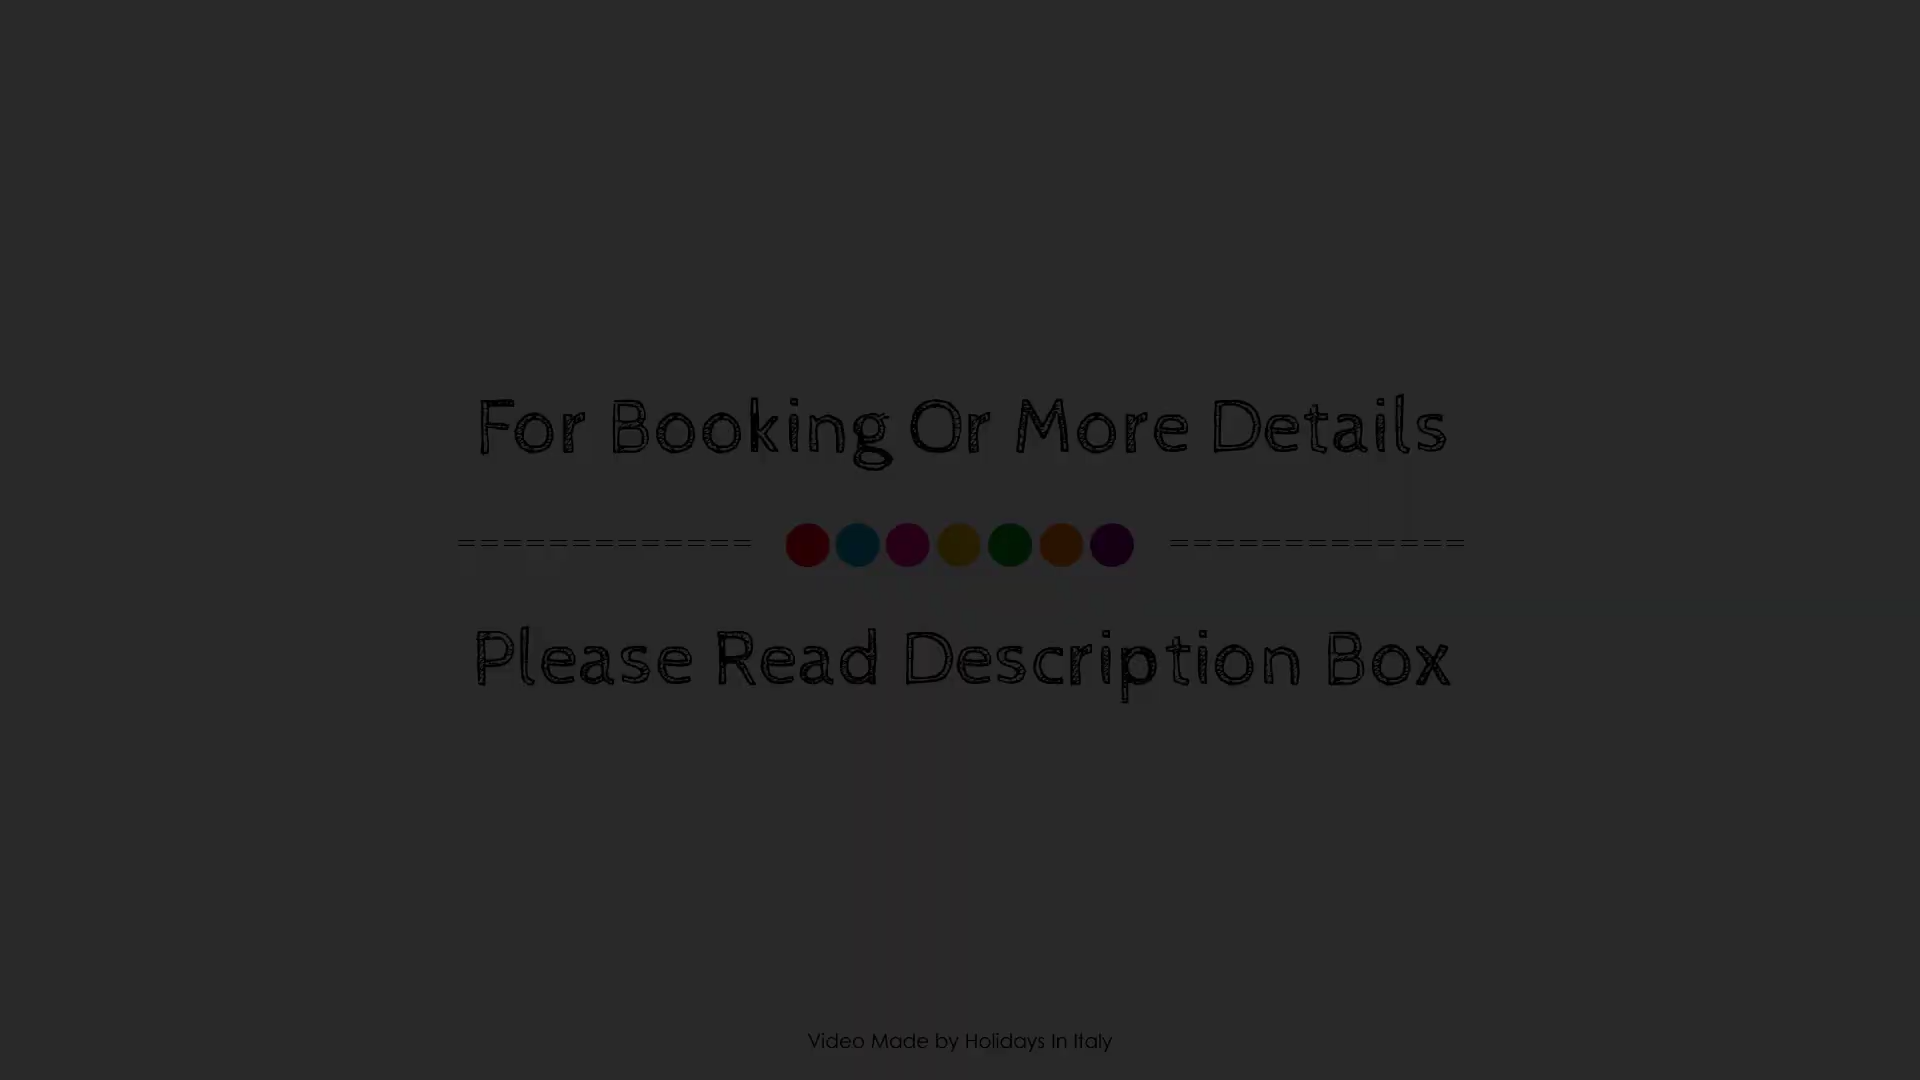 For Booking Or More Details
============= =============
Please Read Description Box
Video Made by Holidays In Italy